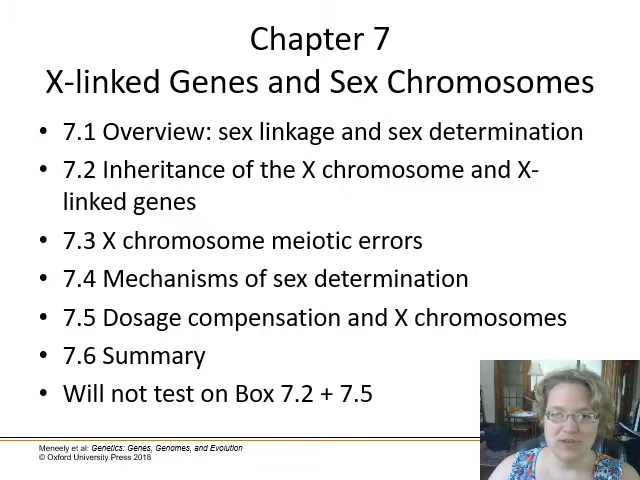 Chapter 7
X-linked Genes and Sex Chromosomes
• 7.1 Overview: sex linkage and sex determination
• 7.2 Inheritance of the X chromosome and X-
linked genes
• 7.3 X chromosome meiotic errors
• 7.4 Mechanisms of sex determination
• 7.5 Dosage compensation and X chromosomes
• 7.6 Summary
• Will not test on Box 7.2 + 7.5
Meneely et al: Genetics: Genes, Genomes, and Evolution
© Oxford University Press 2018